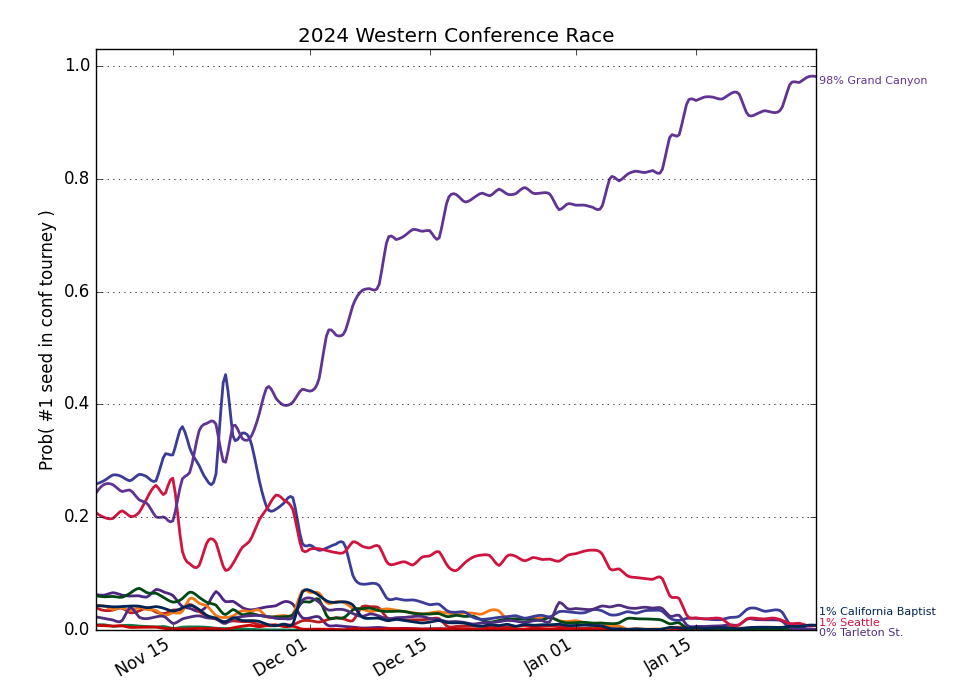 2024 Western Conference Race
Prob( #1 seed in conf tourney )
1.0
0.8
0.6
0.4
0.2
0.0
Nov 15
Dec 01
Dec 15
Jan 01
Jan 15
98% Grand Canyon
1% California Baptist
1% Seattle
0% Tarleton St.